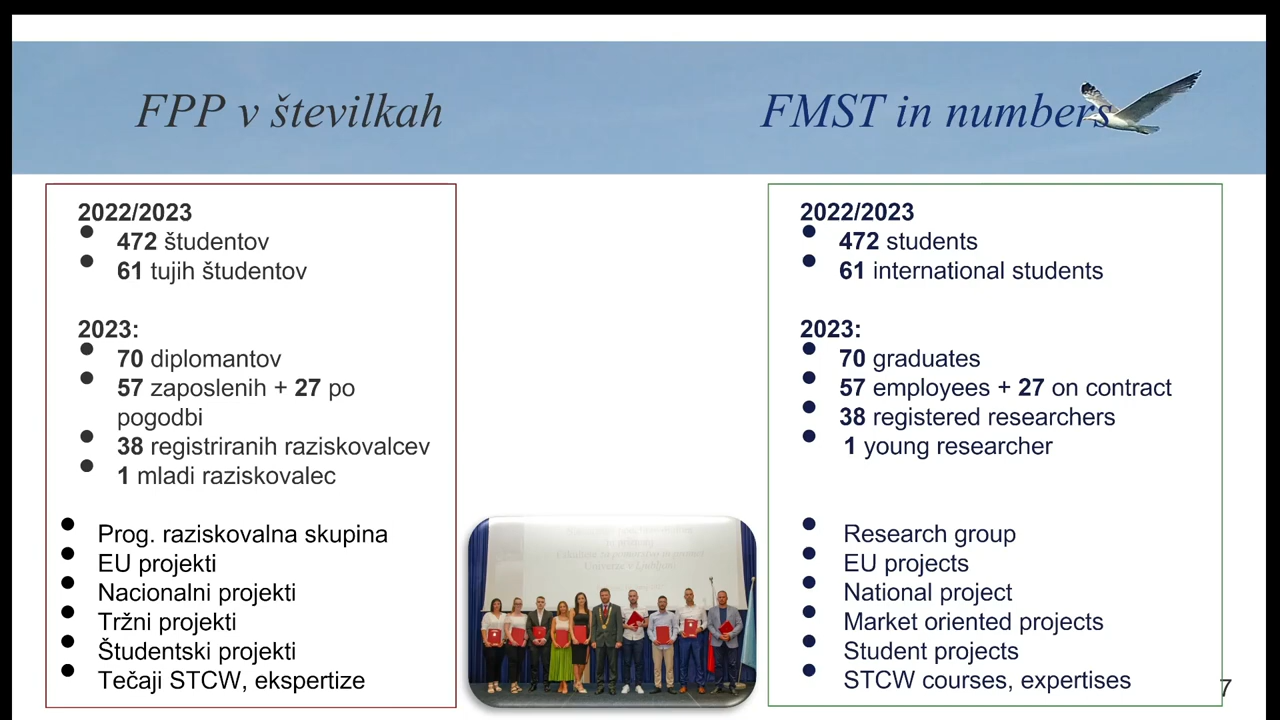 FPP v številkah
FMST in numbers
2022/2023
472 študentov
61 tujih študentov
2023:
70 diplomantov
57 zaposlenih + 27 po
pogodbi
38 registriranih raziskovalcev
1 mladi raziskovalec
Prog. raziskovalna skupina
EU projekti
Nacionalni projekti
Tržni projekti
Študentski projekti
Tečaji STCW, ekspertize
2022/2023
472 students
61 international students
2023:
70 graduates
57 employees + 27 on contract
38 registered researchers
1 young researcher
Research group
EU projects
National project
Market oriented projects
Student projects
STCW courses, expertises
7